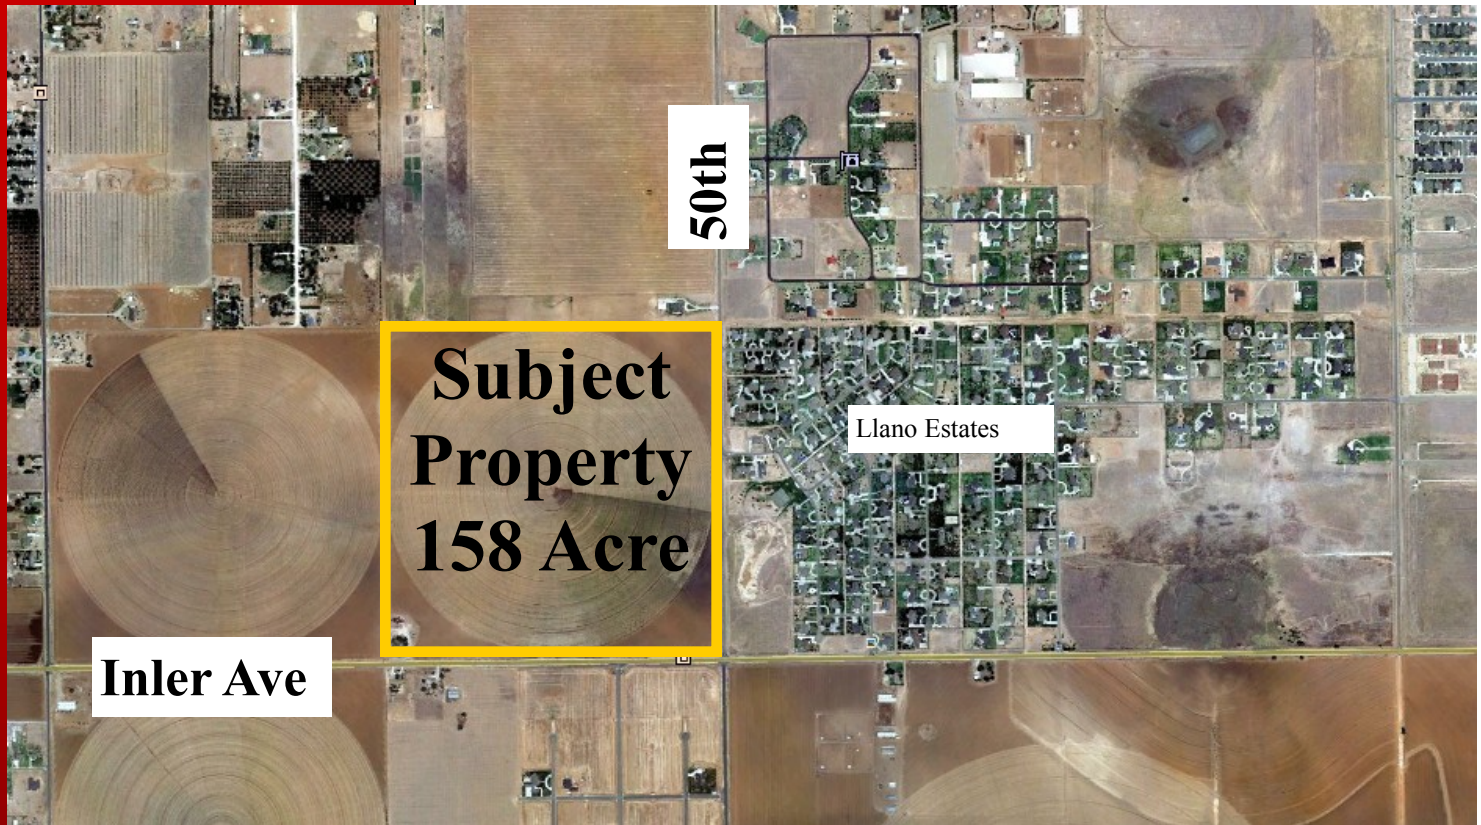 50th
Subject
Property
158 Acre
Llano Estates
Inler Ave